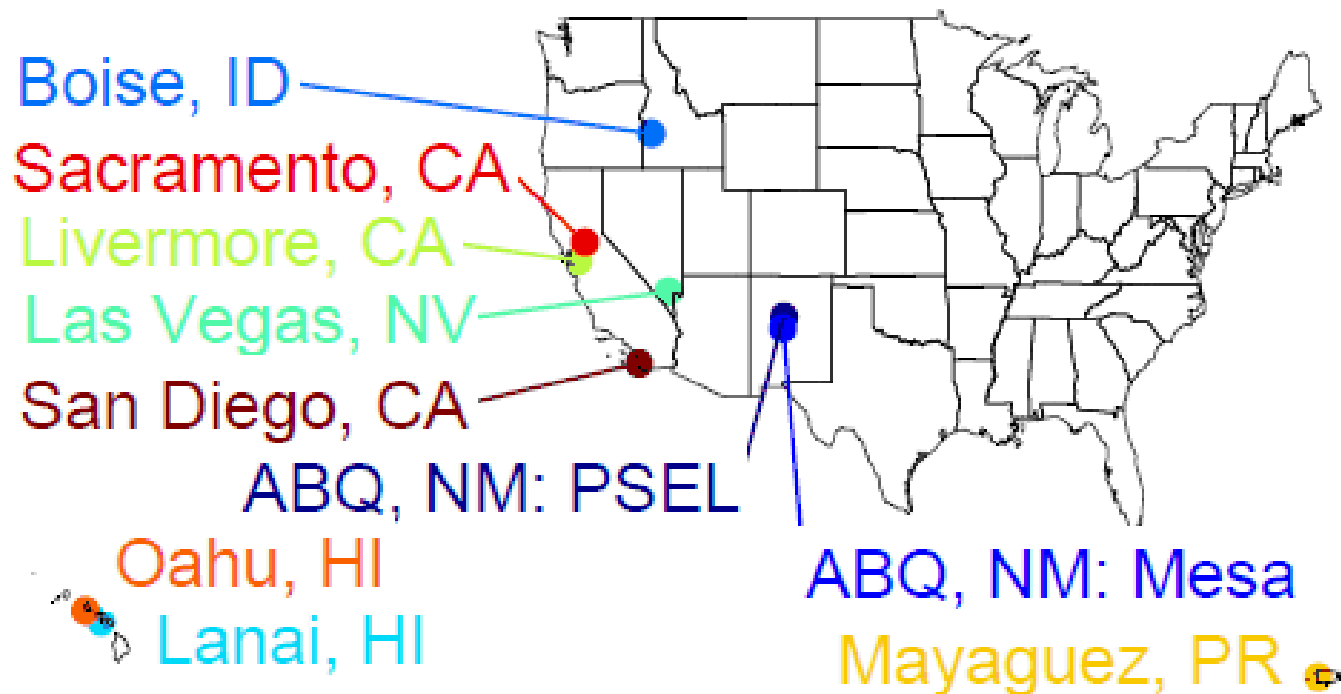 Boise, ID
Sacramento, CA
Livermore, CA
Las Vegas, NV
San Diego, CA
ABQ, NM: PSEL
Oahu, HI
ABQ, NM: Mesa
Lanai, HI
Mayaguez, PR